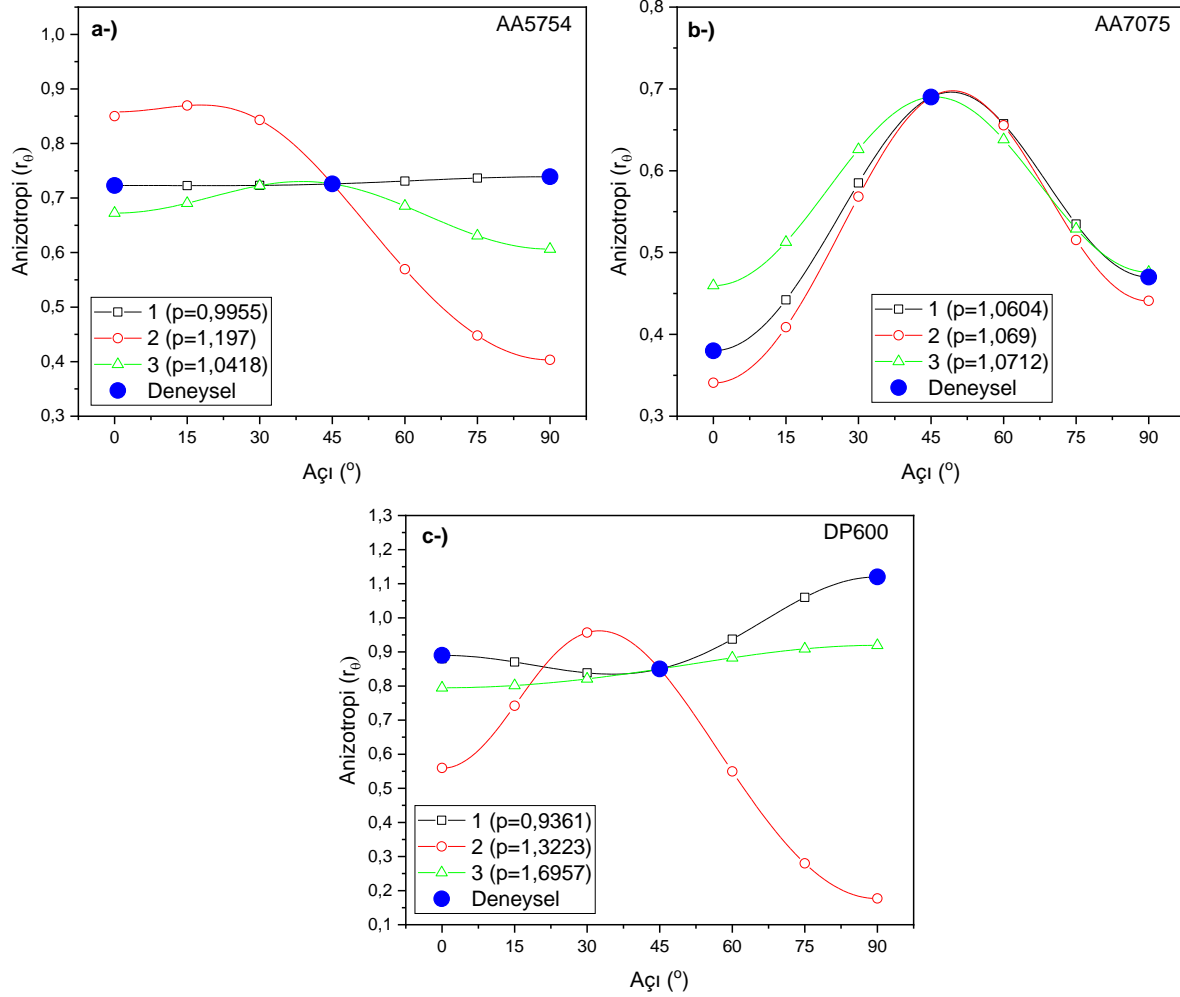 a-)
AA5754
1,0
0,9
0,8
0,7
0,6
0,5
0,4
0,3
Anizotropi (rθ)
1 (p=0,9955)
2 (p=1,197)
3 (p=1,0418)
Deneysel
0 15 30 45 60 75 90
Açı (o)
b-)
AA7075
0,8
0,7
0,6
0,5
0,4
0,3
Anizotropi (rθ)
1 (p=1,0604)
2 (p=1,069)
3 (p=1,0712)
Deneysel
0 15 30 45 60 75 90
Açı (o)
c-)
DP600
1,3
1,2
1,1
1,0
0,9
0,8
0,7
0,6
0,5
0,4
0,3
0,2
0,1
Anizotropi (rθ)
1 (p=0,9361)
2 (p=1,3223)
3 (p=1,6957)
Deneysel
0 15 30 45 60 75 90
Açı (o)